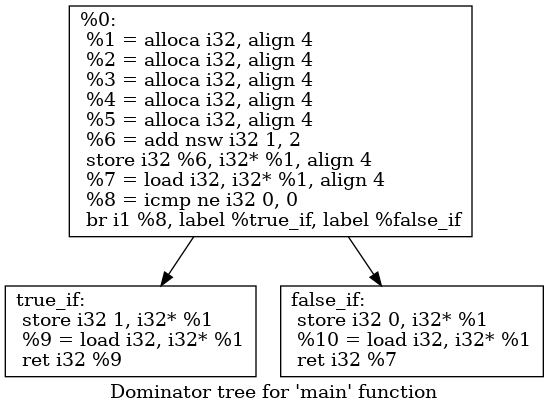 %0:
%1 = alloca i32, align 4
%2 = alloca i32, align 4
%3 = alloca i32, align 4
%4 = alloca i32, align 4
%5 = alloca i32, align 4
%6 = add nsw i32 1, 2
store i32 %6, i32* %1, align 4
%7 = load i32, i32* %1, align 4
%8 = icmp ne i32 0, 0
br i1 %8, label %true_if, label %false_if
true_if:
store i32 1, i32* %1
%9 = load i32, i32* %1
ret i32 %9
false_if:
store i32 0, i32* %1
%10 = load i32, i32* %1
ret i32 %7
Dominator tree for 'main' function